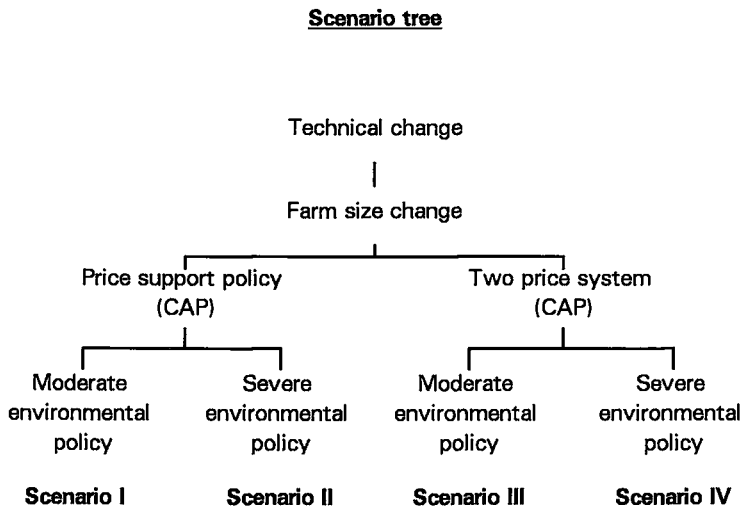 Scenario tree
Technical change
Farm size change
Price support policy
(CAP)
Two price system
(CAP)
Moderate
environmental
policy
Severe
environmental
policy
Moderate
environmental
policy
Severe
environmental
policy
Scenario I
Scenario II
Scenario III
Scenario IV